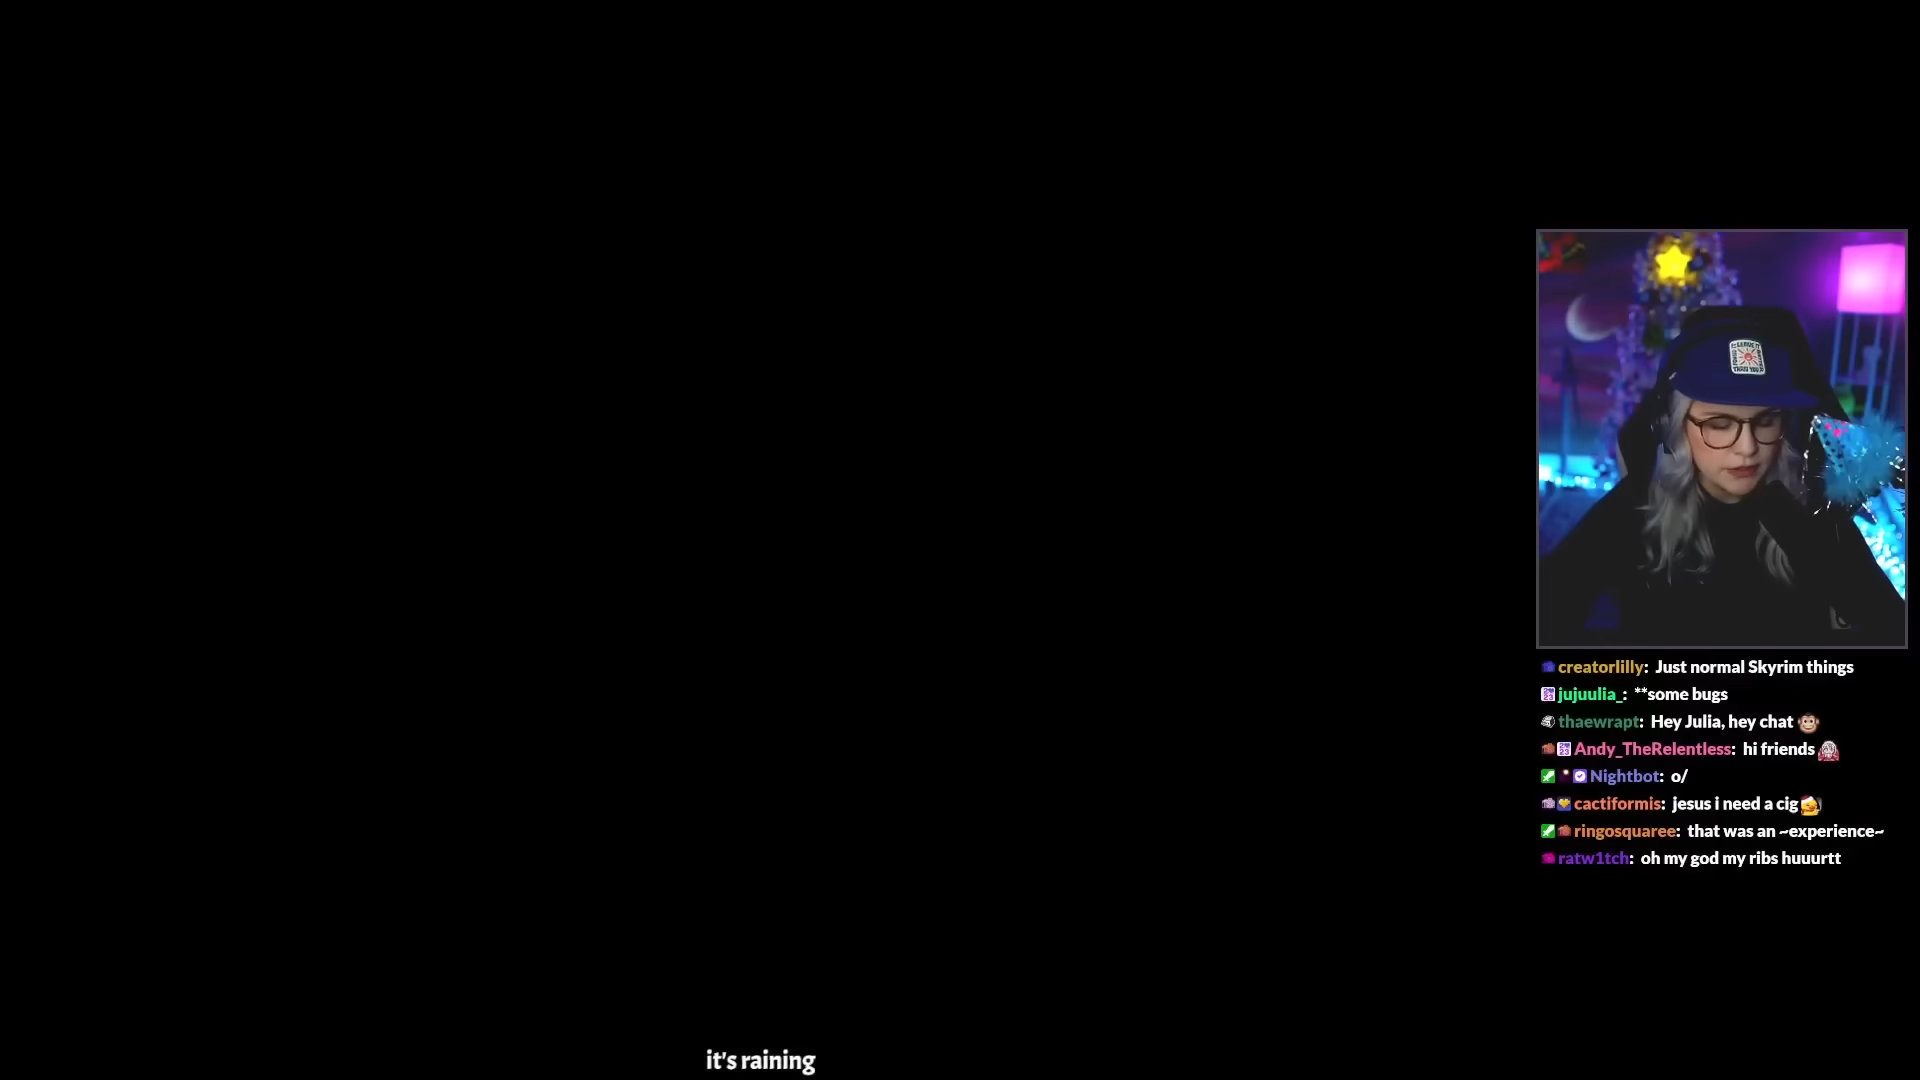 creatorlilly: Just normal Skyrim things
jujuulia_: **some bugs
thaewrapt: Hey Julia, hey chat
Andy_TheRelentless: hi friends
Nightbot: o/
cactiformis: jesus i need a cig
ringosquaree: that was an ~experience~
ratw1tch: oh my god my ribs huuurtt
it's raining